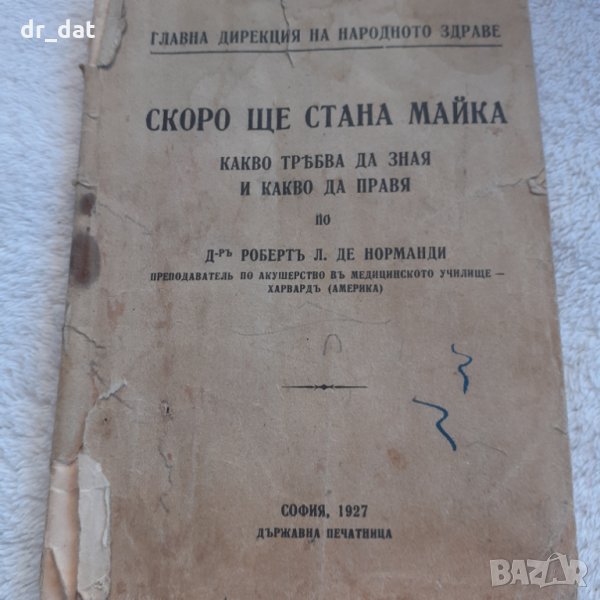 dr_dat
ГЛАВНА ДИРЕКЦИЯ НА НАРОДНОТО ЗДРАВЕ
СКОРО ЩЕ СТАНА МАЙКА
КАКВО ТРѢБВА ДА ЗНАЯ
И КАКВО ДА ПРАВЯ
по
Д-РЪ РОБЕРТЪ Л. ДЕ НОРМАНДИ
ПРЕПОДАВАТЕЛЬ ПО АКУШЕРСТВО ВЪ МЕДИЦИНСКОТО УЧИЛИЩЕ —
ХАРВАРДЪ (АМЕРИКА)
СОФИЯ, 1927
ДЪРЖАВНА ПЕЧАТНИЦА
BAZAR